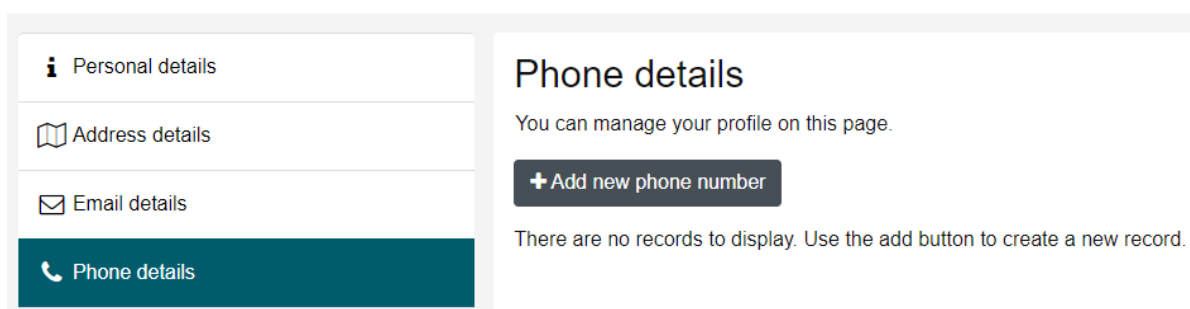 Personal details
Address details
Email details
Phone details
Phone details
You can manage your profile on this page.
Add new phone number
There are no records to display. Use the add button to create a new record.